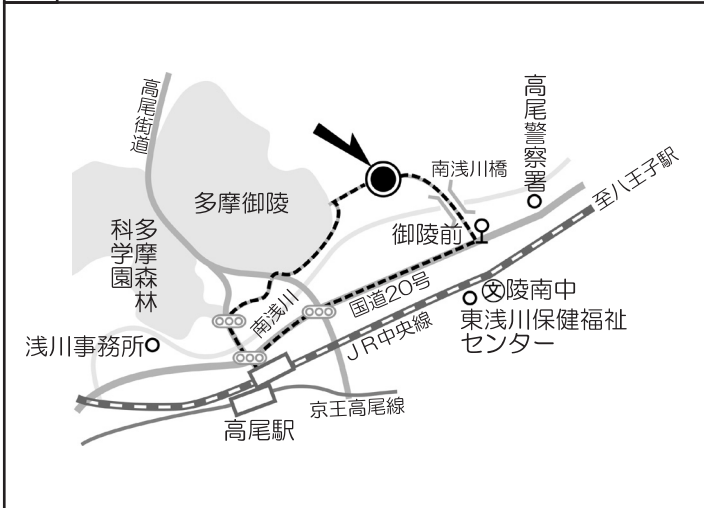 高尾街道
多摩御陵
多摩森林
科学園
南浅川橋
高尾警察署
至八王子駅
御陵前
国道20号
南浅川
文陵南中
東浅川保健福祉
センター
JR中央線
浅川事務所
京王高尾線
高尾駅